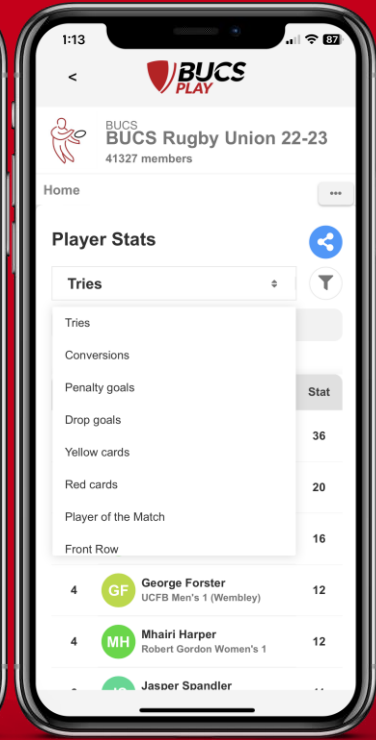 1:13
87
<
BUCS
PLAY
BUCS
BUCS Rugby Union 22-23
41327 members
Home
...
Player Stats
Tries
Tries
Conversions
Penalty goals
Drop goals
Yellow cards
Red cards
Player of the Match
Front Row
Stat
36
20
16
4 GF George Forster 12
UCFB Men's 1 (Wembley)
4 MH Mhairi Harper 12
Robert Gordon Women's 1
Jasper Spandler